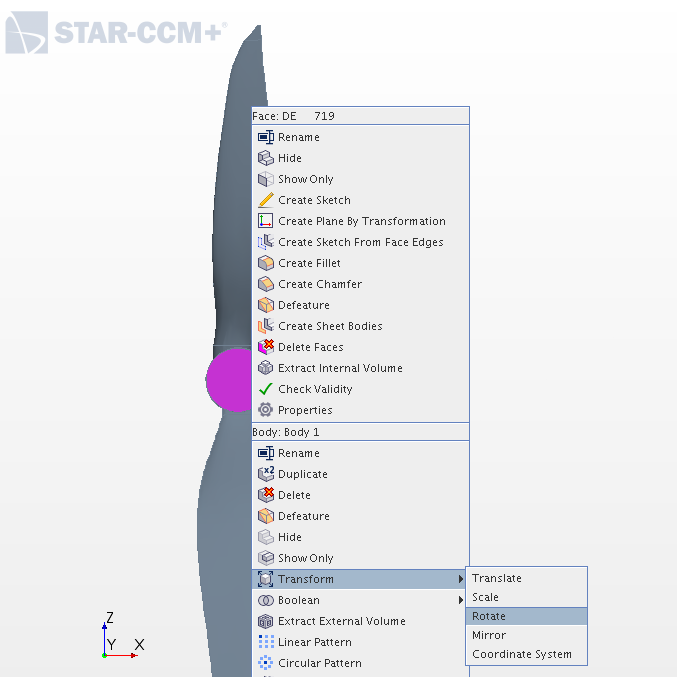 STAR-CCM+
Face: DE 719
Rename
Hide
Show Only
Create Sketch
Create Plane By Transformation
Create Sketch From Face Edges
Create Fillet
Create Chamfer
Defeature
Create Sheet Bodies
Delete Faces
Extract Internal Volume
Check Validity
Properties
Body: Body 1
Rename
x2 Duplicate
Delete
Defeature
Hide
Show Only
Transform
Translate
Scale
Rotate
Mirror
Coordinate System
Boolean
Extract External Volume
Linear Pattern
Circular Pattern
Z
Y X